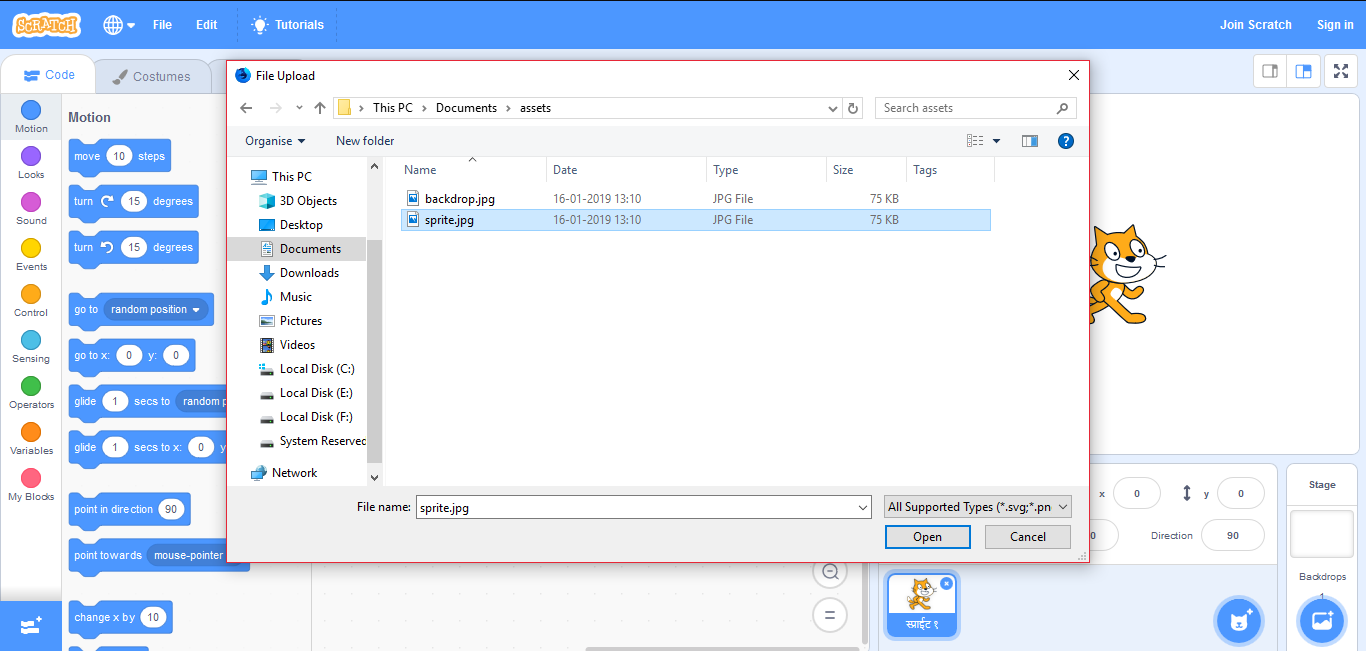 SCRATCH File Edit Tutorials Join Scratch Sign in
Code Costumes
Motion
Looks
Sound
Events
Control
Sensing
Operators
Variables
My Blocks
Motion
move 10 steps
turn 15 degrees
turn 15 degrees
go to random position
go to x: 0 y: 0
glide 1 secs to random p
glide 1 secs to x: 0 y
point in direction 90
point towards mouse-pointer
change x by 10
File Upload
This PC > Documents > assets
Search assets
Organise New folder
This PC
3D Objects
Desktop
Documents
Downloads
Music
Pictures
Videos
Local Disk (C:)
Local Disk (E:)
Local Disk (F:)
System Reserved
Network
Name Date Type Size Tags
backdrop.jpg 16-01-2019 13:10 JPG File 75 KB
sprite.jpg 16-01-2019 13:10 JPG File 75 KB
File name: sprite.jpg All Supported Types (*.svg;*.pn
Open Cancel
x 0 y 0
0 Direction 90
स्प्राईट १
Stage
Backdrops
1